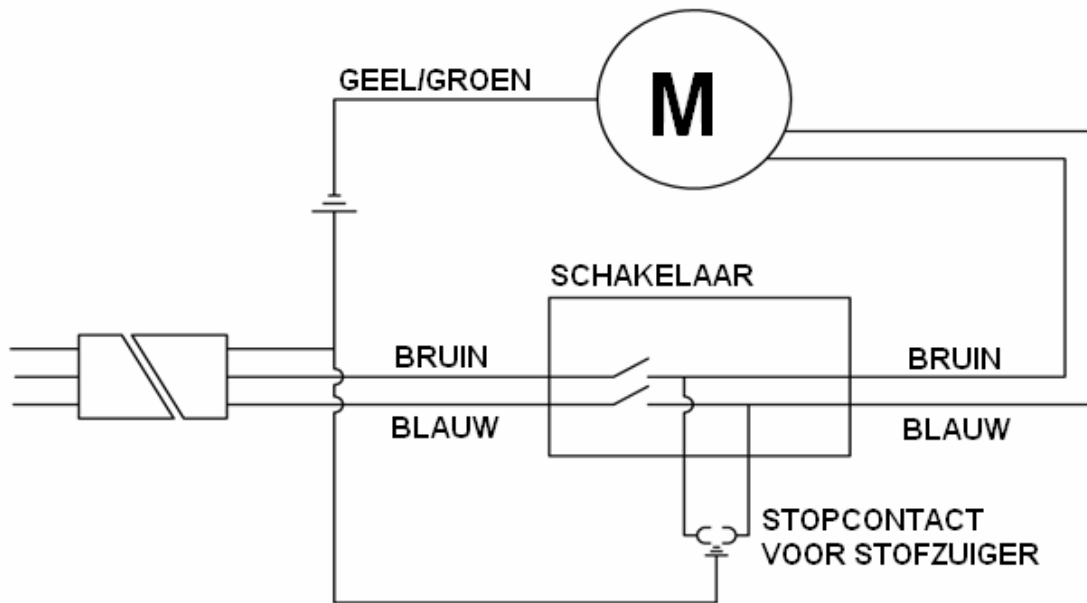 GEEL/GROEN
M
SCHAKELAAR
BRUIN
BRUIN
BLAUW
BLAUW
STOPCONTACT
VOOR STOFZUIGER